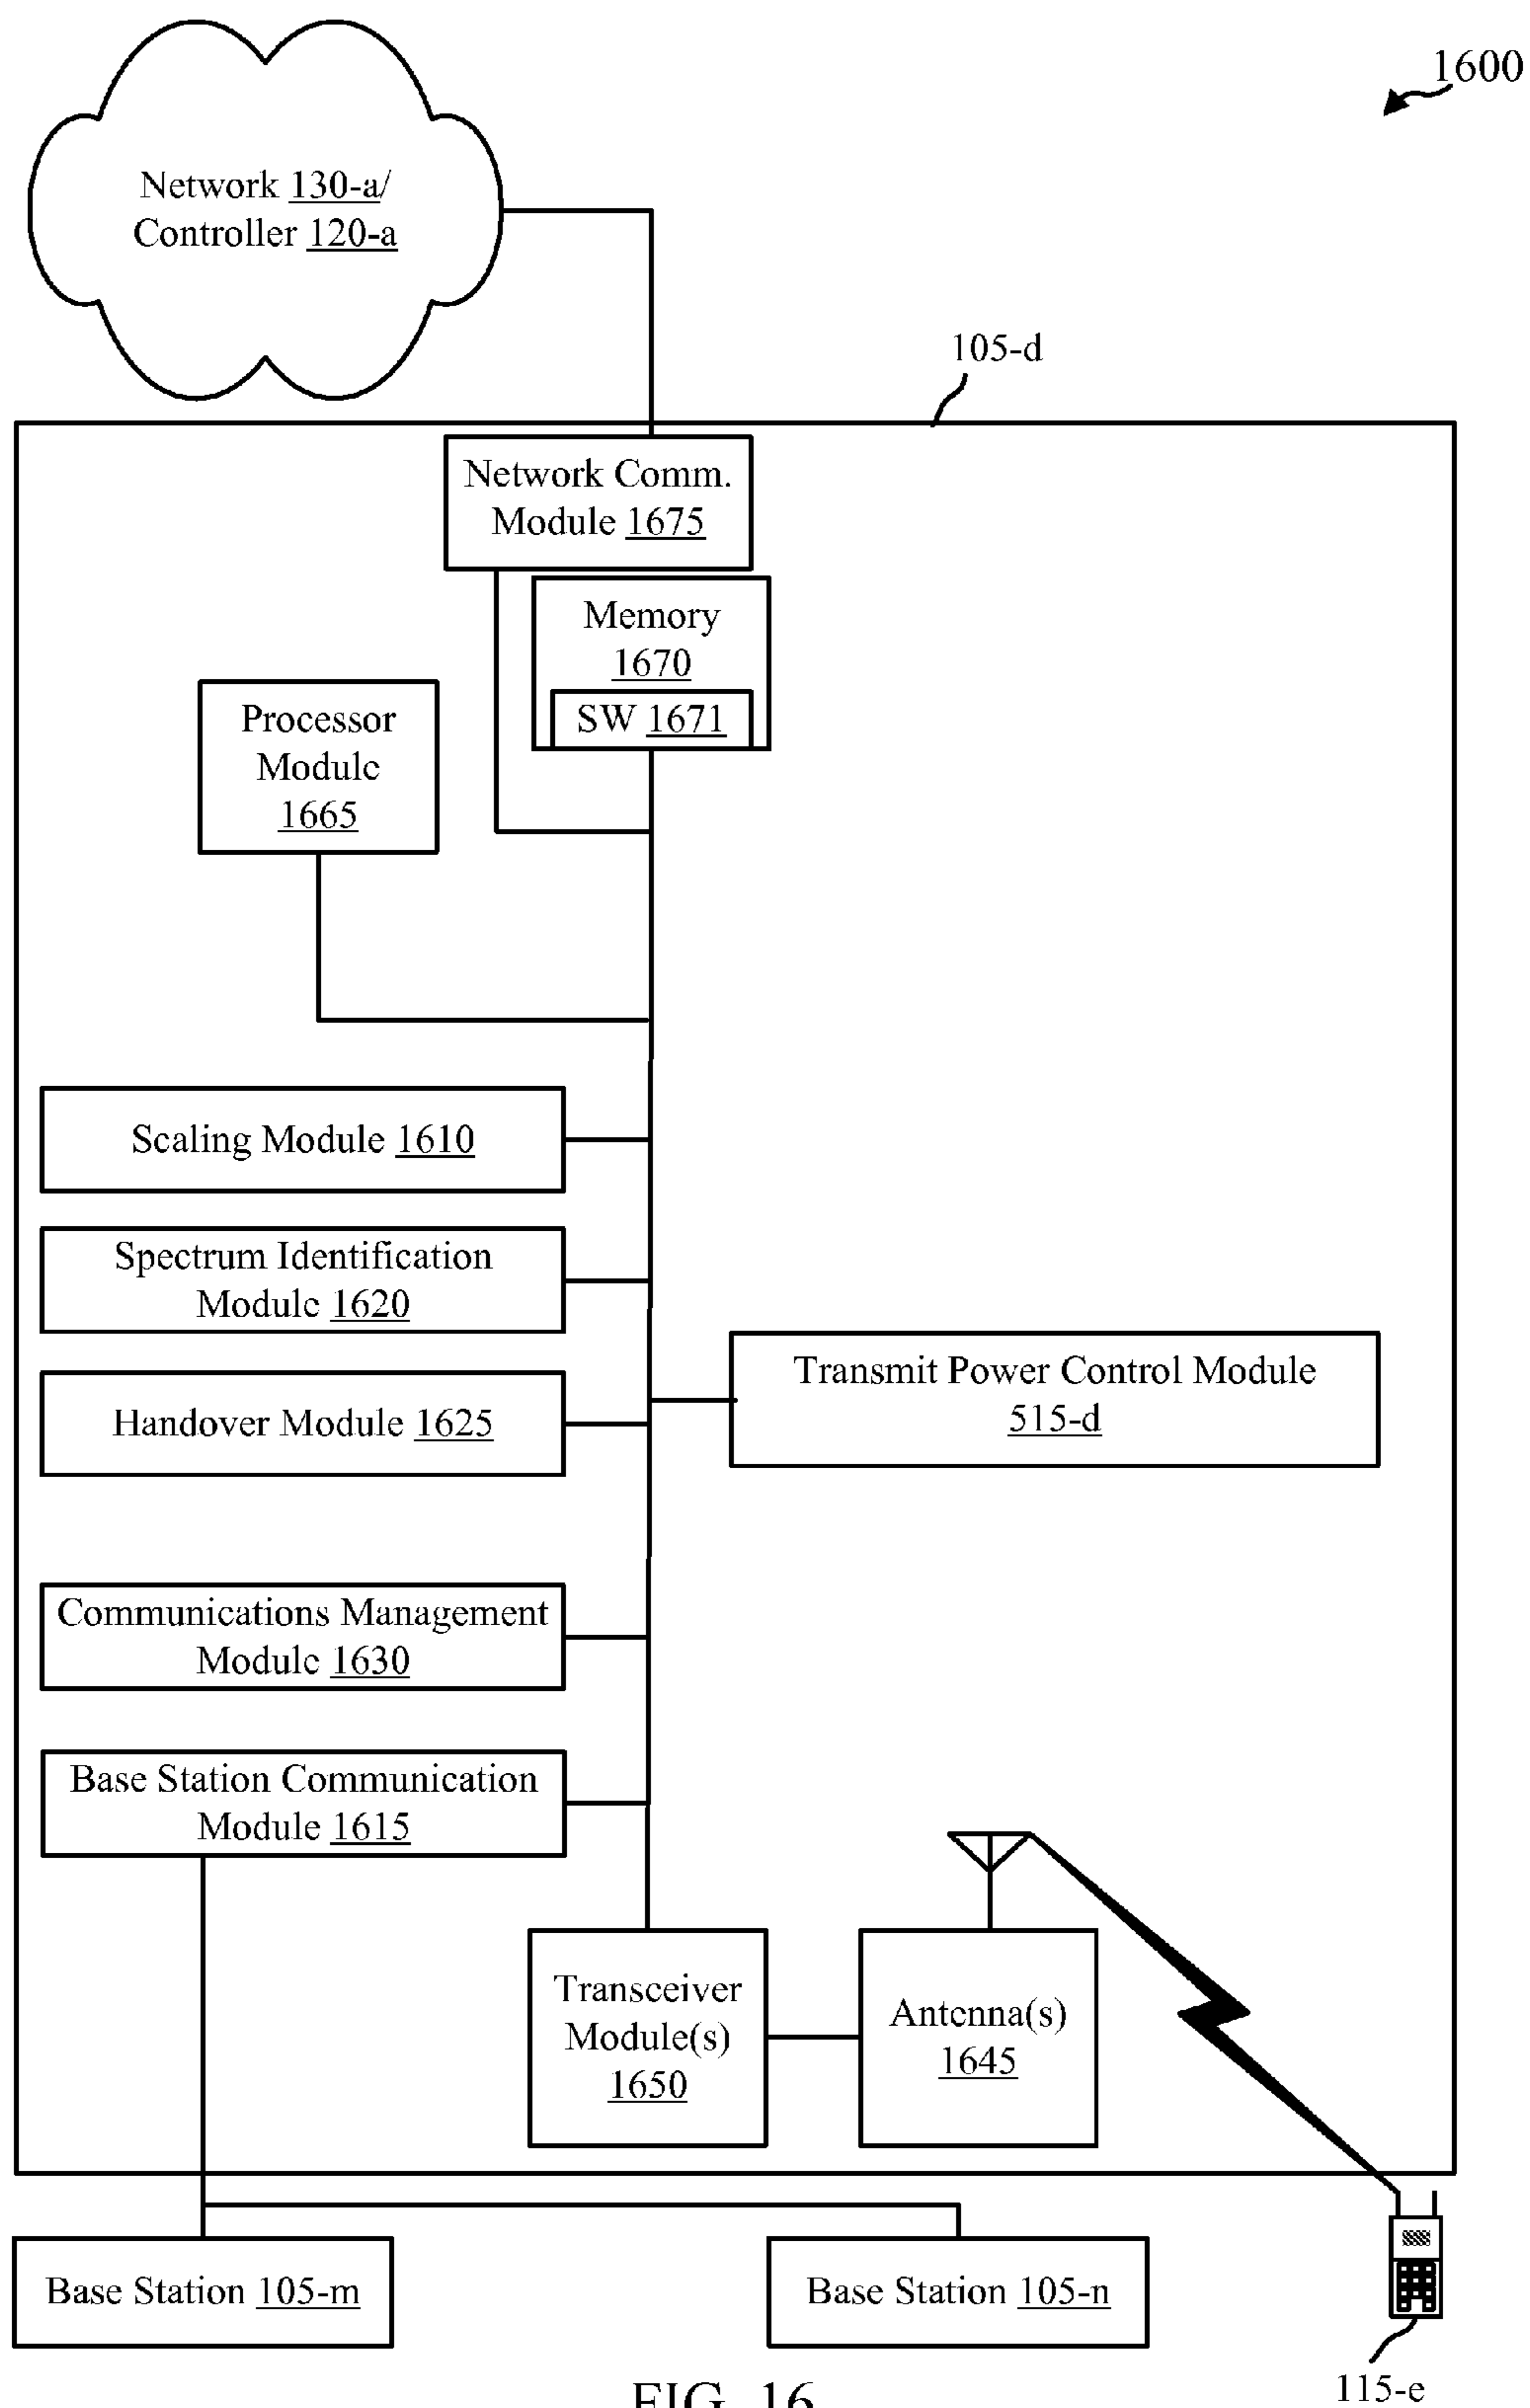 1600
Network 130-a/
Controller 120-a
105-d
Network Comm.
Module 1675
Memory
1670
SW 1671
Processor
Module
1665
Scaling Module 1610
Spectrum Identification
Module 1620
Handover Module 1625
Transmit Power Control Module
515-d
Communications Management
Module 1630
Base Station Communication
Module 1615
Transceiver
Module(s)
1650
Antenna(s)
1645
Base Station 105-m
Base Station 105-n
115-e
FIG. 16